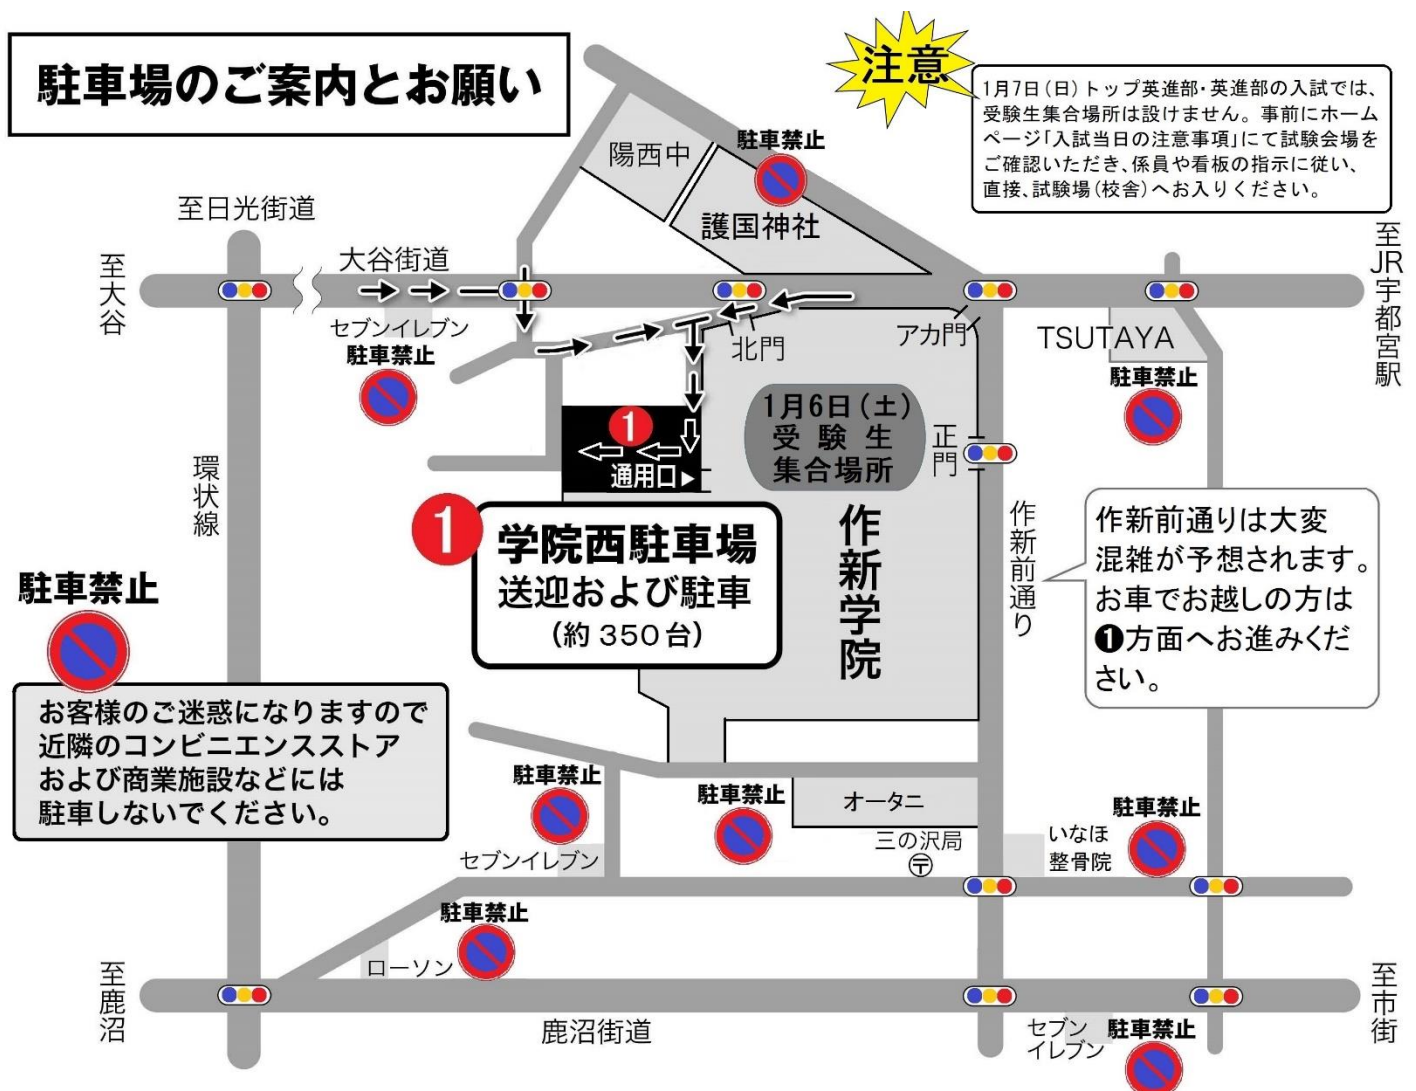 駐車場のご案内とお願い
注意
1月7日(日)トップ英進部・英進部の入試では、
受験生集合場所は設けません。事前にホーム
ページ「入試当日の注意事項」にて試験会場を
ご確認いただき、係員や看板の指示に従い、
直接、試験場(校舎)へお入りください。
陽西中
駐車禁止
護国神社
至日光街道
至大谷
大谷街道
至JR宇都宮駅
セブンイレブン
駐車禁止
北門
アカ門
TSUTAYA
駐車禁止
1
通用口▶
1月6日(土)
受験生
集合場所
正門
環状線
1
学院西駐車場
送迎および駐車
(約350台)
作新学院
作新前通り
作新前通りは大変
混雑が予想されます。
お車でお越しの方は
❶方面へお進みくだ
さい。
駐車禁止
お客様のご迷惑になりますので
近隣のコンビニエンスストア
および商業施設などには
駐車しないでください。
駐車禁止
セブンイレブン
駐車禁止
オータニ
三の沢局
〒
いなほ
整骨院
駐車禁止
駐車禁止
ローソン
至鹿沼
鹿沼街道
セブン
イレブン
駐車禁止
至市街